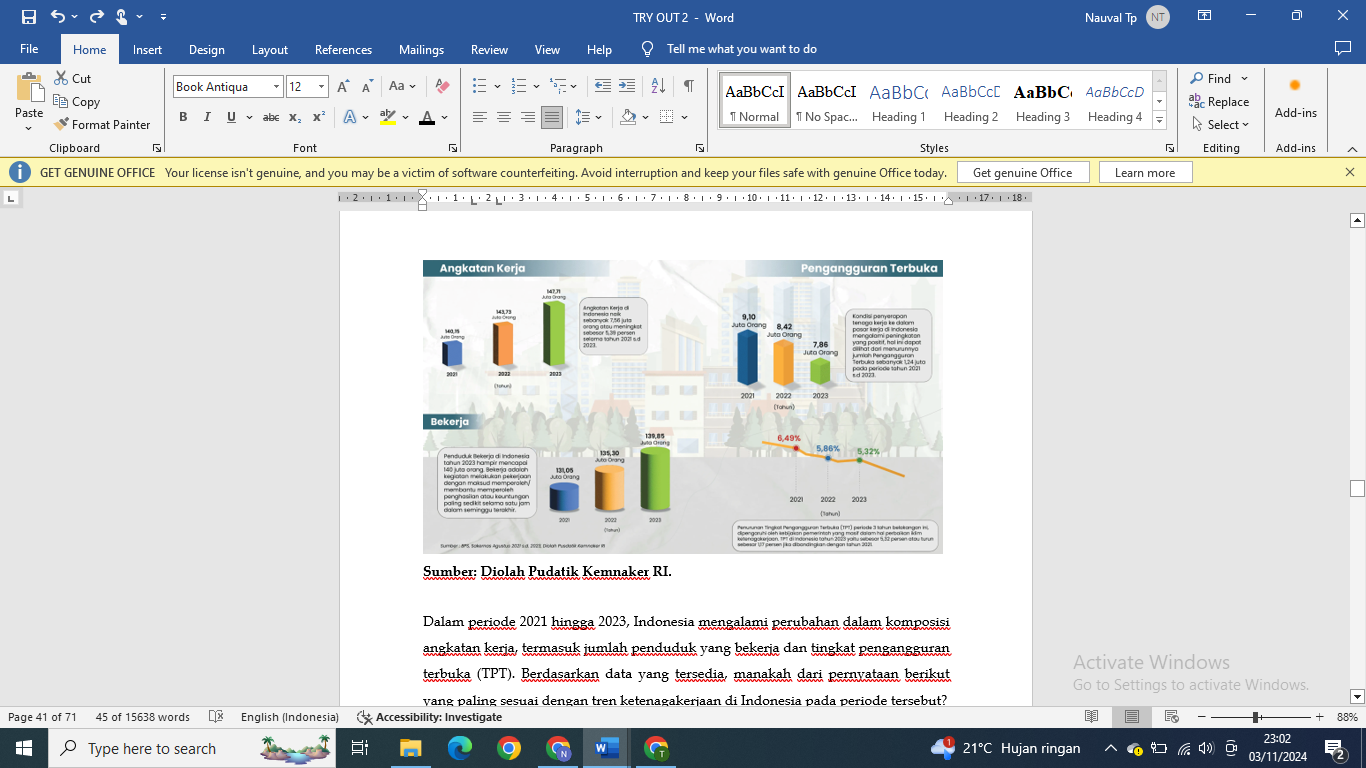 TRY OUT 2 - Word
Nauval Tp
NT
File
Home
Insert
Design
Layout
References
Mailings
Review
View
Help
Tell me what you want to do
Paste
Cut
Copy
Format Painter
Clipboard
Book Antiqua
12
Font
Paragraph
AaBbCcI
¶ Normal
AaBbCcI
¶ No Spac...
AaBbCc
Heading 1
AaBbCcI
Heading 2
AaBbCc
Heading 3
AaBbCcD
Heading 4
Styles
Find
Replace
Select
Editing
Add-ins
Add-ins
GET GENUINE OFFICE Your license isn't genuine, and you may be a victim of software counterfeiting. Avoid interruption and keep your files safe with genuine Office today.
Get genuine Office
Learn more
2 1 1 2 3 4 5 6 7 8 9 10 11 12 13 14 15 17 18
Angkatan Kerja
140,15
Juta Orang
143,73
Juta Orang
147,71
Juta Orang
2021
2022
2023
(Tahun)
Angkatan Kerja di
Indonesia naik
sebanyak 7,56 juta
orang atau meningkat
sebesar 5,39 persen
selama tahun 2021 s.d
2023.
Pengangguran Terbuka
9,10
Juta Orang
8,42
Juta Orang
7,86
Juta Orang
2021
2022
2023
(Tahun)
Kondisi penyerapan
tenaga kerja ke dalam
pasar kerja di Indonesia
mengalami peningkatan
yang positif, hal ini dapat
dilihat dari menurunnya
jumlah Pengangguran
Terbuka sebanyak 1,24 juta
pada periode tahun 2021
s.d 2023.
Bekerja
Penduduk Bekerja di Indonesia
tahun 2023 hampir mencapai
140 juta orang. Bekerja adalah
kegiatan melakukan pekerjaan
dengan maksud memperoleh/
membantu memperoleh
penghasilan atau keuntungan
paling sedikit selama satu jam
dalam seminggu terakhir.
131,05
Juta Orang
135,30
Juta Orang
139,85
Juta Orang
2021
2022
2023
(Tahun)
6,49%
5,86%
5,32%
2021
2022
2023
(Tahun)
Penurunan Tingkat Pengangguran Terbuka (TPT) periode 3 tahun belakangan ini,
dipengaruhi oleh kebijakan pemerintah yang masif dalam hal perbaikan iklim
ketenagakerjaan. TPT di Indonesia tahun 2023 yaitu sebesar 5,32 persen atau turun
sebesar 1,17 persen jika dibandingkan dengan tahun 2021.
Sumber : BPS, Sakernas Agustus 2021 s.d. 2023, Diolah Pusdatik Kemnaker RI
Sumber: Diolah Pudatik Kemnaker RI.
Dalam periode 2021 hingga 2023, Indonesia mengalami perubahan dalam komposisi
angkatan kerja, termasuk jumlah penduduk yang bekerja dan tingkat pengangguran
terbuka (TPT). Berdasarkan data yang tersedia, manakah dari pernyataan berikut
yang paling sesuai dengan tren ketenagakerjaan di Indonesia pada periode tersebut?
Activate Windows
Go to Settings to activate Windows.
Page 41 of 71
45 of 15638 words
English (Indonesia)
Accessibility: Investigate
88%
Type here to search
21°C Hujan ringan
23:02
03/11/2024